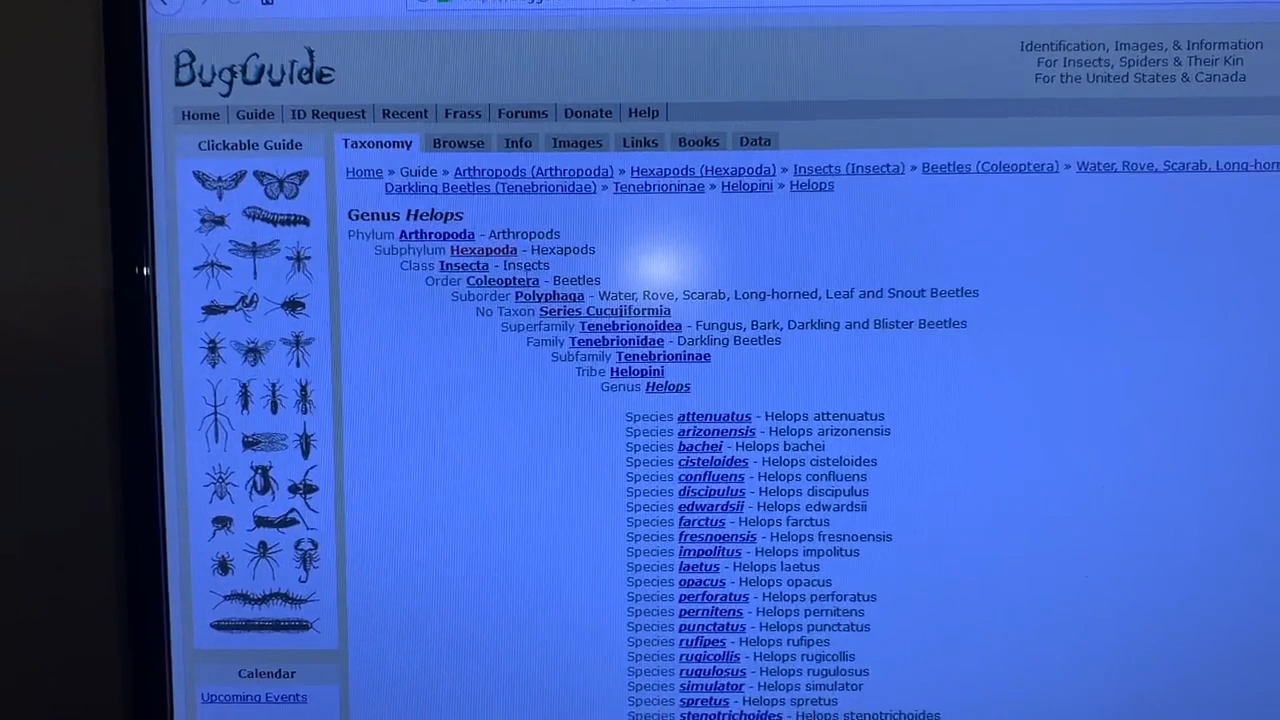 BugGuide
Identification, Images, & Information
For Insects, Spiders & Their Kin
For the United States & Canada
Home Guide ID Request Recent Frass Forums Donate Help
Clickable Guide
Taxonomy Browse Info Images Links Books Data
Home » Guide » Arthropods (Arthropoda) » Hexapods (Hexapoda) » Insects (Insecta) » Beetles (Coleoptera) » Water, Rove, Scarab,
Darkling Beetles (Tenebrionidae) » Tenebrioninae » Helopini » Helops
Genus Helops
Phylum Arthropoda - Arthropods
Subphylum Hexapoda - Hexapods
Class Insecta - Insects
Order Coleoptera - Beetles
Suborder Polyphaga - Water, Rove, Scarab, Long-horned, Leaf and Snout Beetles
No Taxon Series Cucujiformia
Superfamily Tenebrionoidea - Fungus, Bark, Darkling and Blister Beetles
Family Tenebrionidae - Darkling Beetles
Subfamily Tenebrioninae
Tribe Helopini
Genus Helops
Species attenuatus - Helops attenuatus
Species arizonensis - Helops arizonensis
Species bachei - Helops bachei
Species cisteloides - Helops cisteloides
Species confluens - Helops confluens
Species discipulus - Helops discipulus
Species edwardsii - Helops edwardsii
Species farctus - Helops farctus
Species fresnoensis - Helops fresnoensis
Species impolitus - Helops impolitus
Species laetus - Helops laetus
Species opacus - Helops opacus
Species perforatus - Helops perforatus
Species pernitens - Helops pernitens
Species punctatus - Helops punctatus
Species rufipes - Helops rufipes
Species rugicollis - Helops rugicollis
Species rugulosus - Helops rugulosus
Species simulator - Helops simulator
Species spretus - Helops spretus
Species stenotrichoides - Helops stenotrichoides
Calendar
Upcoming Events